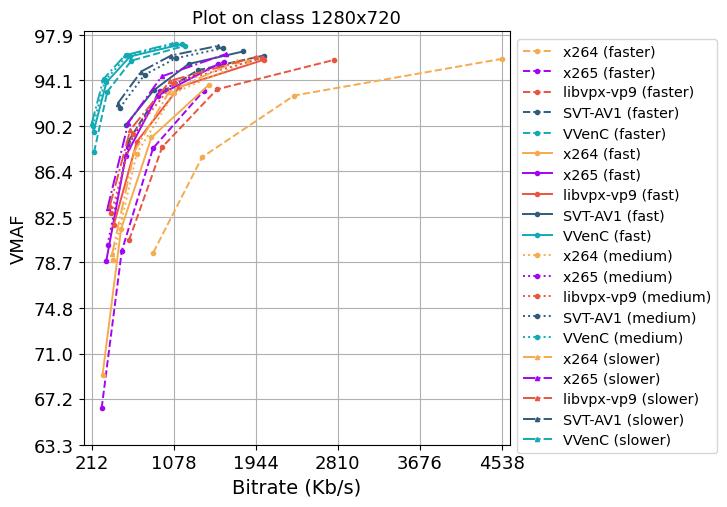 Plot on class 1280x720
VMAF
97.9
94.1
90.2
86.4
82.5
78.7
74.8
71.0
67.2
63.3
212 1078 1944 2810 3676 4538
Bitrate (Kb/s)
x264 (faster)
x265 (faster)
libvpx-vp9 (faster)
SVT-AV1 (faster)
VVenC (faster)
x264 (fast)
x265 (fast)
libvpx-vp9 (fast)
SVT-AV1 (fast)
VVenC (fast)
x264 (medium)
x265 (medium)
libvpx-vp9 (medium)
SVT-AV1 (medium)
VVenC (medium)
x264 (slower)
x265 (slower)
libvpx-vp9 (slower)
SVT-AV1 (slower)
VVenC (slower)